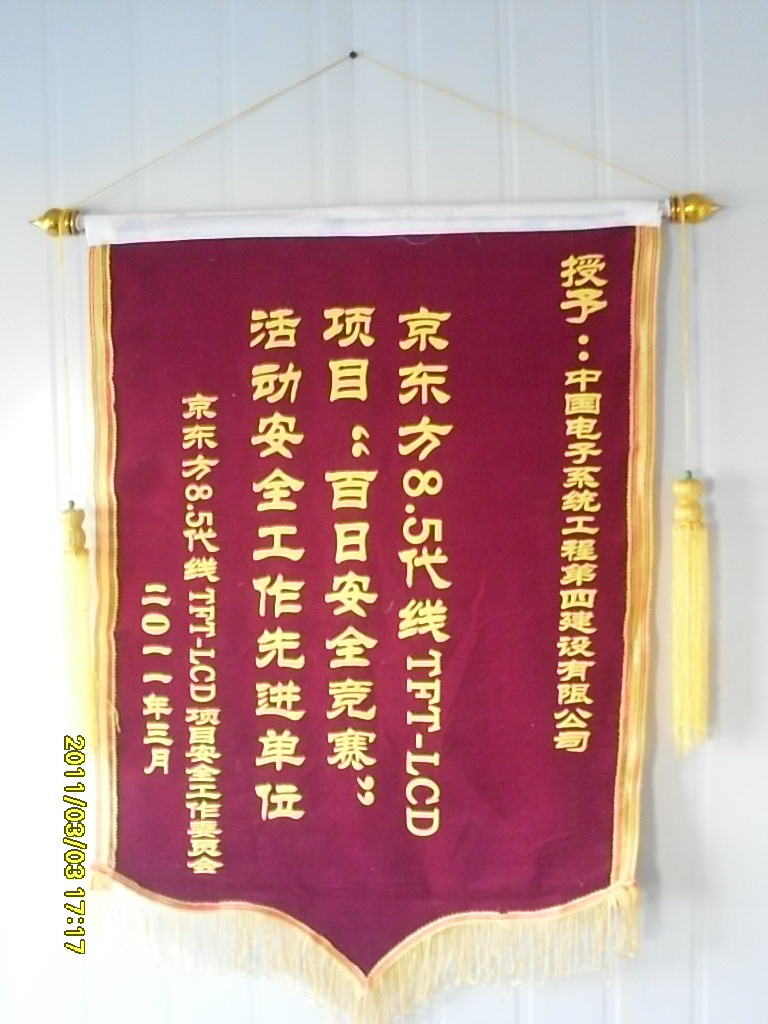 授予：中国电子系统工程第四建设有限公司
京东方8.5代线TFT-LCD
项目“百日安全竞赛”
活动安全工作先进单位
京东方8.5代线TFT-LCD项目安全工作委员会
二0一一年三月
2011/03/03 17:17